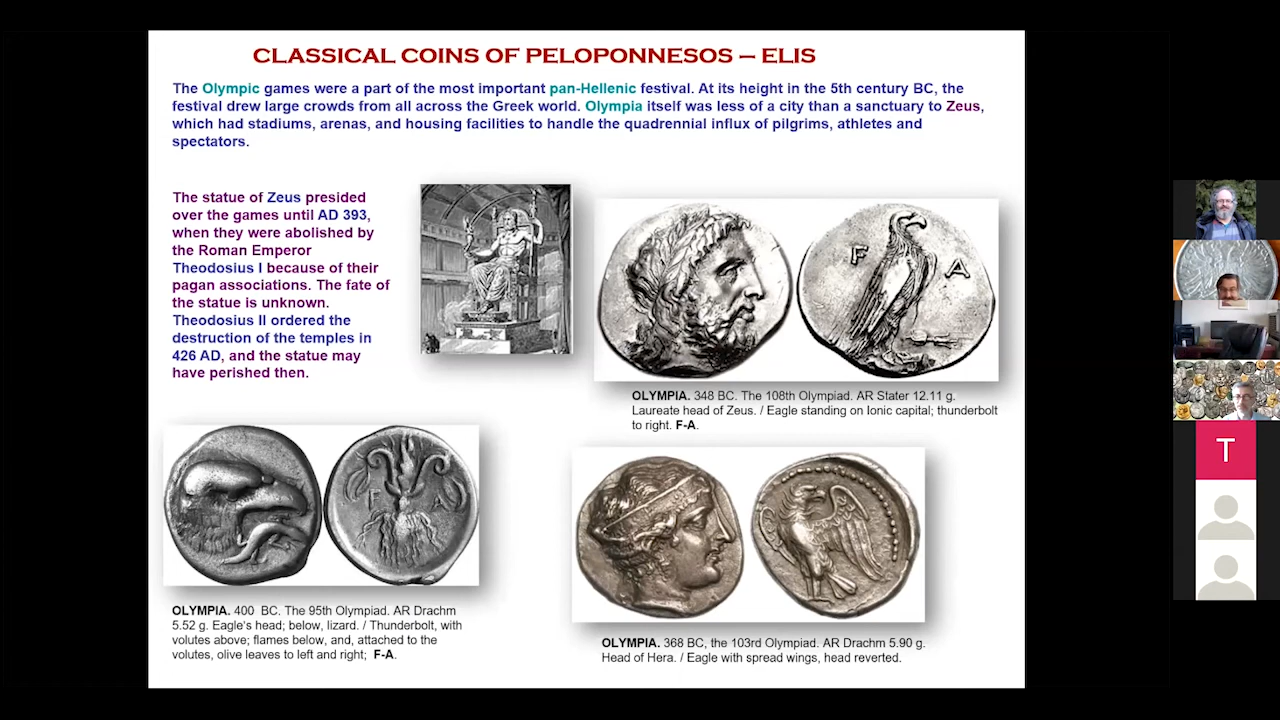 CLASSICAL COINS OF PELOPONNESOS – ELIS
The Olympic games were a part of the most important pan-Hellenic festival. At its height in the 5th century BC, the
festival drew large crowds from all across the Greek world. Olympia itself was less of a city than a sanctuary to Zeus,
which had stadiums, arenas, and housing facilities to handle the quadrennial influx of pilgrims, athletes and
spectators.
The statue of Zeus presided
over the games until AD 393,
when they were abolished by
the Roman Emperor
Theodosius I because of their
pagan associations. The fate of
the statue is unknown.
Theodosius II ordered the
destruction of the temples in
426 AD, and the statue may
have perished then.
F A
OLYMPIA. 348 BC. The 108th Olympiad. AR Stater 12.11 g.
Laureate head of Zeus. / Eagle standing on Ionic capital; thunderbolt
to right. F-A.
F A
OLYMPIA. 400 BC. The 95th Olympiad. AR Drachm
5.52 g. Eagle's head; below, lizard. / Thunderbolt, with
volutes above; flames below, and, attached to the
volutes, olive leaves to left and right; F-A.
OLYMPIA. 368 BC, the 103rd Olympiad. AR Drachm 5.90 g.
Head of Hera. / Eagle with spread wings, head reverted.
T